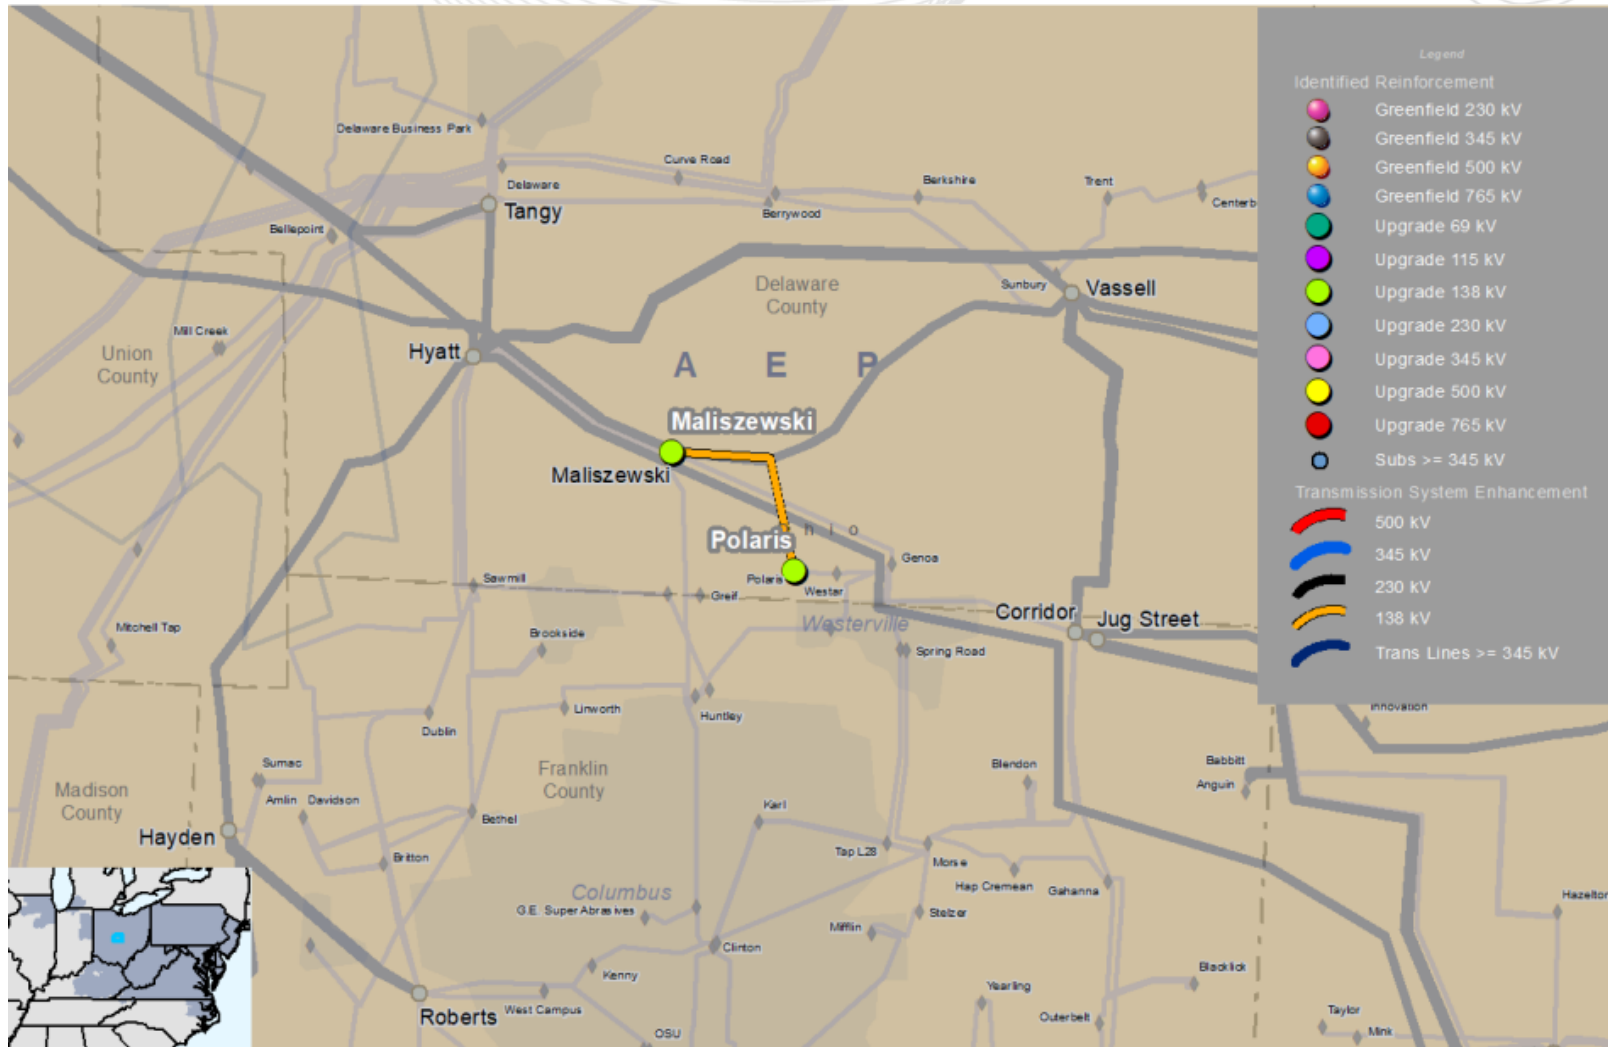 Legend
Identified Reinforcement
Greenfield 230 kV
Greenfield 345 kV
Greenfield 500 kV
Greenfield 765 kV
Upgrade 69 kV
Upgrade 115 kV
Upgrade 138 kV
Upgrade 230 kV
Upgrade 345 kV
Upgrade 500 kV
Upgrade 765 kV
Subs >= 345 kV
Transmission System Enhancement
500 kV
345 kV
230 kV
138 kV
Trans Lines >= 345 kV
Delaware Business Park
Curve Road
Delaware
Berkshire
Trent
Centerb
Tangy
Berrywood
Bellepoint
Sunbury
Vassell
Delaware
County
Mill Creek
Union
County
Hyatt
A E P
Maliszewski
Maliszewski
h i o
Polaris
Genoa
Polaris
Westar
Sawmill
Greif
Corridor
Jug Street
Westerville
Mitchell Tap
Brookside
Spring Road
Linworth
Huntley
Innovation
Dublin
Sumac
Franklin
County
Blendon
Babbitt
Anguin
Madison
County
Amlin
Davidson
Karl
Bethel
Hayden
Britton
Tap L28
Morse
Hap Cremean
Gahanna
Columbus
Hazelton
G.E. Super Abrasives
Stelzer
Mifflin
Clinton
Kenny
Blacklick
Yearling
West Campus
Roberts
Outerbelt
Taylor
OSU
Mink